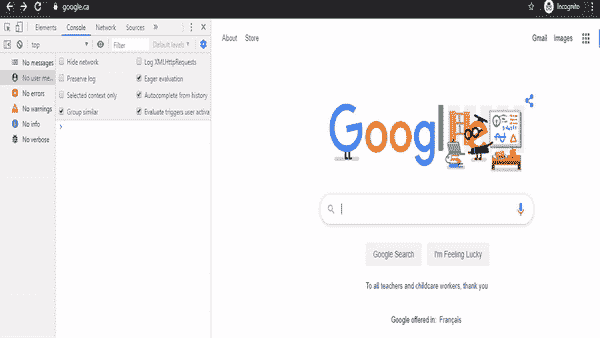 google.ca
Incognito
Elements Console Network Sources
top Filter Default levels
No messages
No user me...
No errors
No warnings
No info
No verbose
Hide network
Log XMLHttpRequests
Preserve log
Eager evaluation
Selected context only
Autocomplete from history
Group similar
Evaluate triggers user activa
About Store
Gmail Images
Google
Google Search I'm Feeling Lucky
To all teachers and childcare workers, thank you
Google offered in: Français